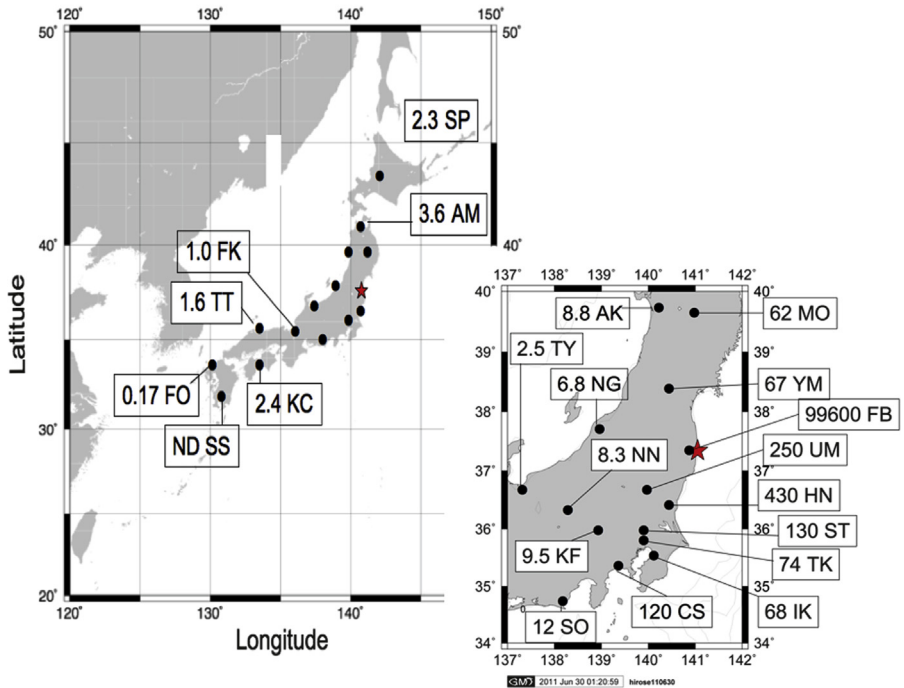 120° 130° 140° 150°
50° 50°
2.3 SP
3.6 AM
1.0 FK
40° 40°
1.6 TT
Latitude
0.17 FO
2.4 KC
ND SS
30°
20°
120° 130° 140°
Longitude
137° 138° 139° 140° 141° 142°
40° 40°
8.8 AK
62 MO
2.5 TY
39° 39°
6.8 NG
67 YM
38° 38°
99600 FB
8.3 NN
250 UM
37° 37°
430 HN
36° 36°
130 ST
9.5 KF
74 TK
35° 35°
12 SO
120 CS
68 IK
0
34° 34°
137° 138° 139° 140° 141° 142°
GMD 2011 Jun 30 01:20:59 hirose110630